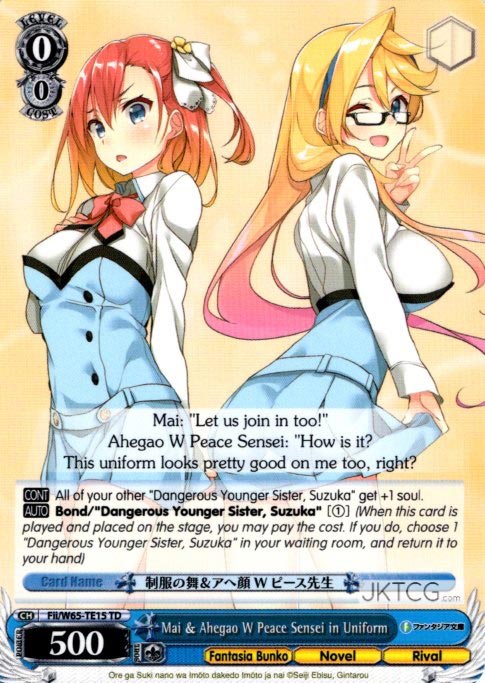 LEVEL
0
0
COST
Mai: "Let us join in too!"
Ahegao W Peace Sensei: "How is it?
This uniform looks pretty good on me too, right?
CONT All of your other "Dangerous Younger Sister, Suzuka" get +1 soul.
AUTO Bond/"Dangerous Younger Sister, Suzuka" [①] (When this card is
played and placed on the stage, you may pay the cost. If you do, choose 1
"Dangerous Younger Sister, Suzuka" in your waiting room, and return it to
your hand)
Card Name 制服の舞&アヘ顔Wピース先生
JKTCG.com
CH Fii/W65-TE15 TD
POWER 500
Mai & Ahegao W Peace Sensei in Uniform
ファンタジア文庫
Fantasia Bunko Novel Rival
Ore ga Suki nano wa Imōto dakedo Imōto ja nai ©Seiji Ebisu, Gintarou